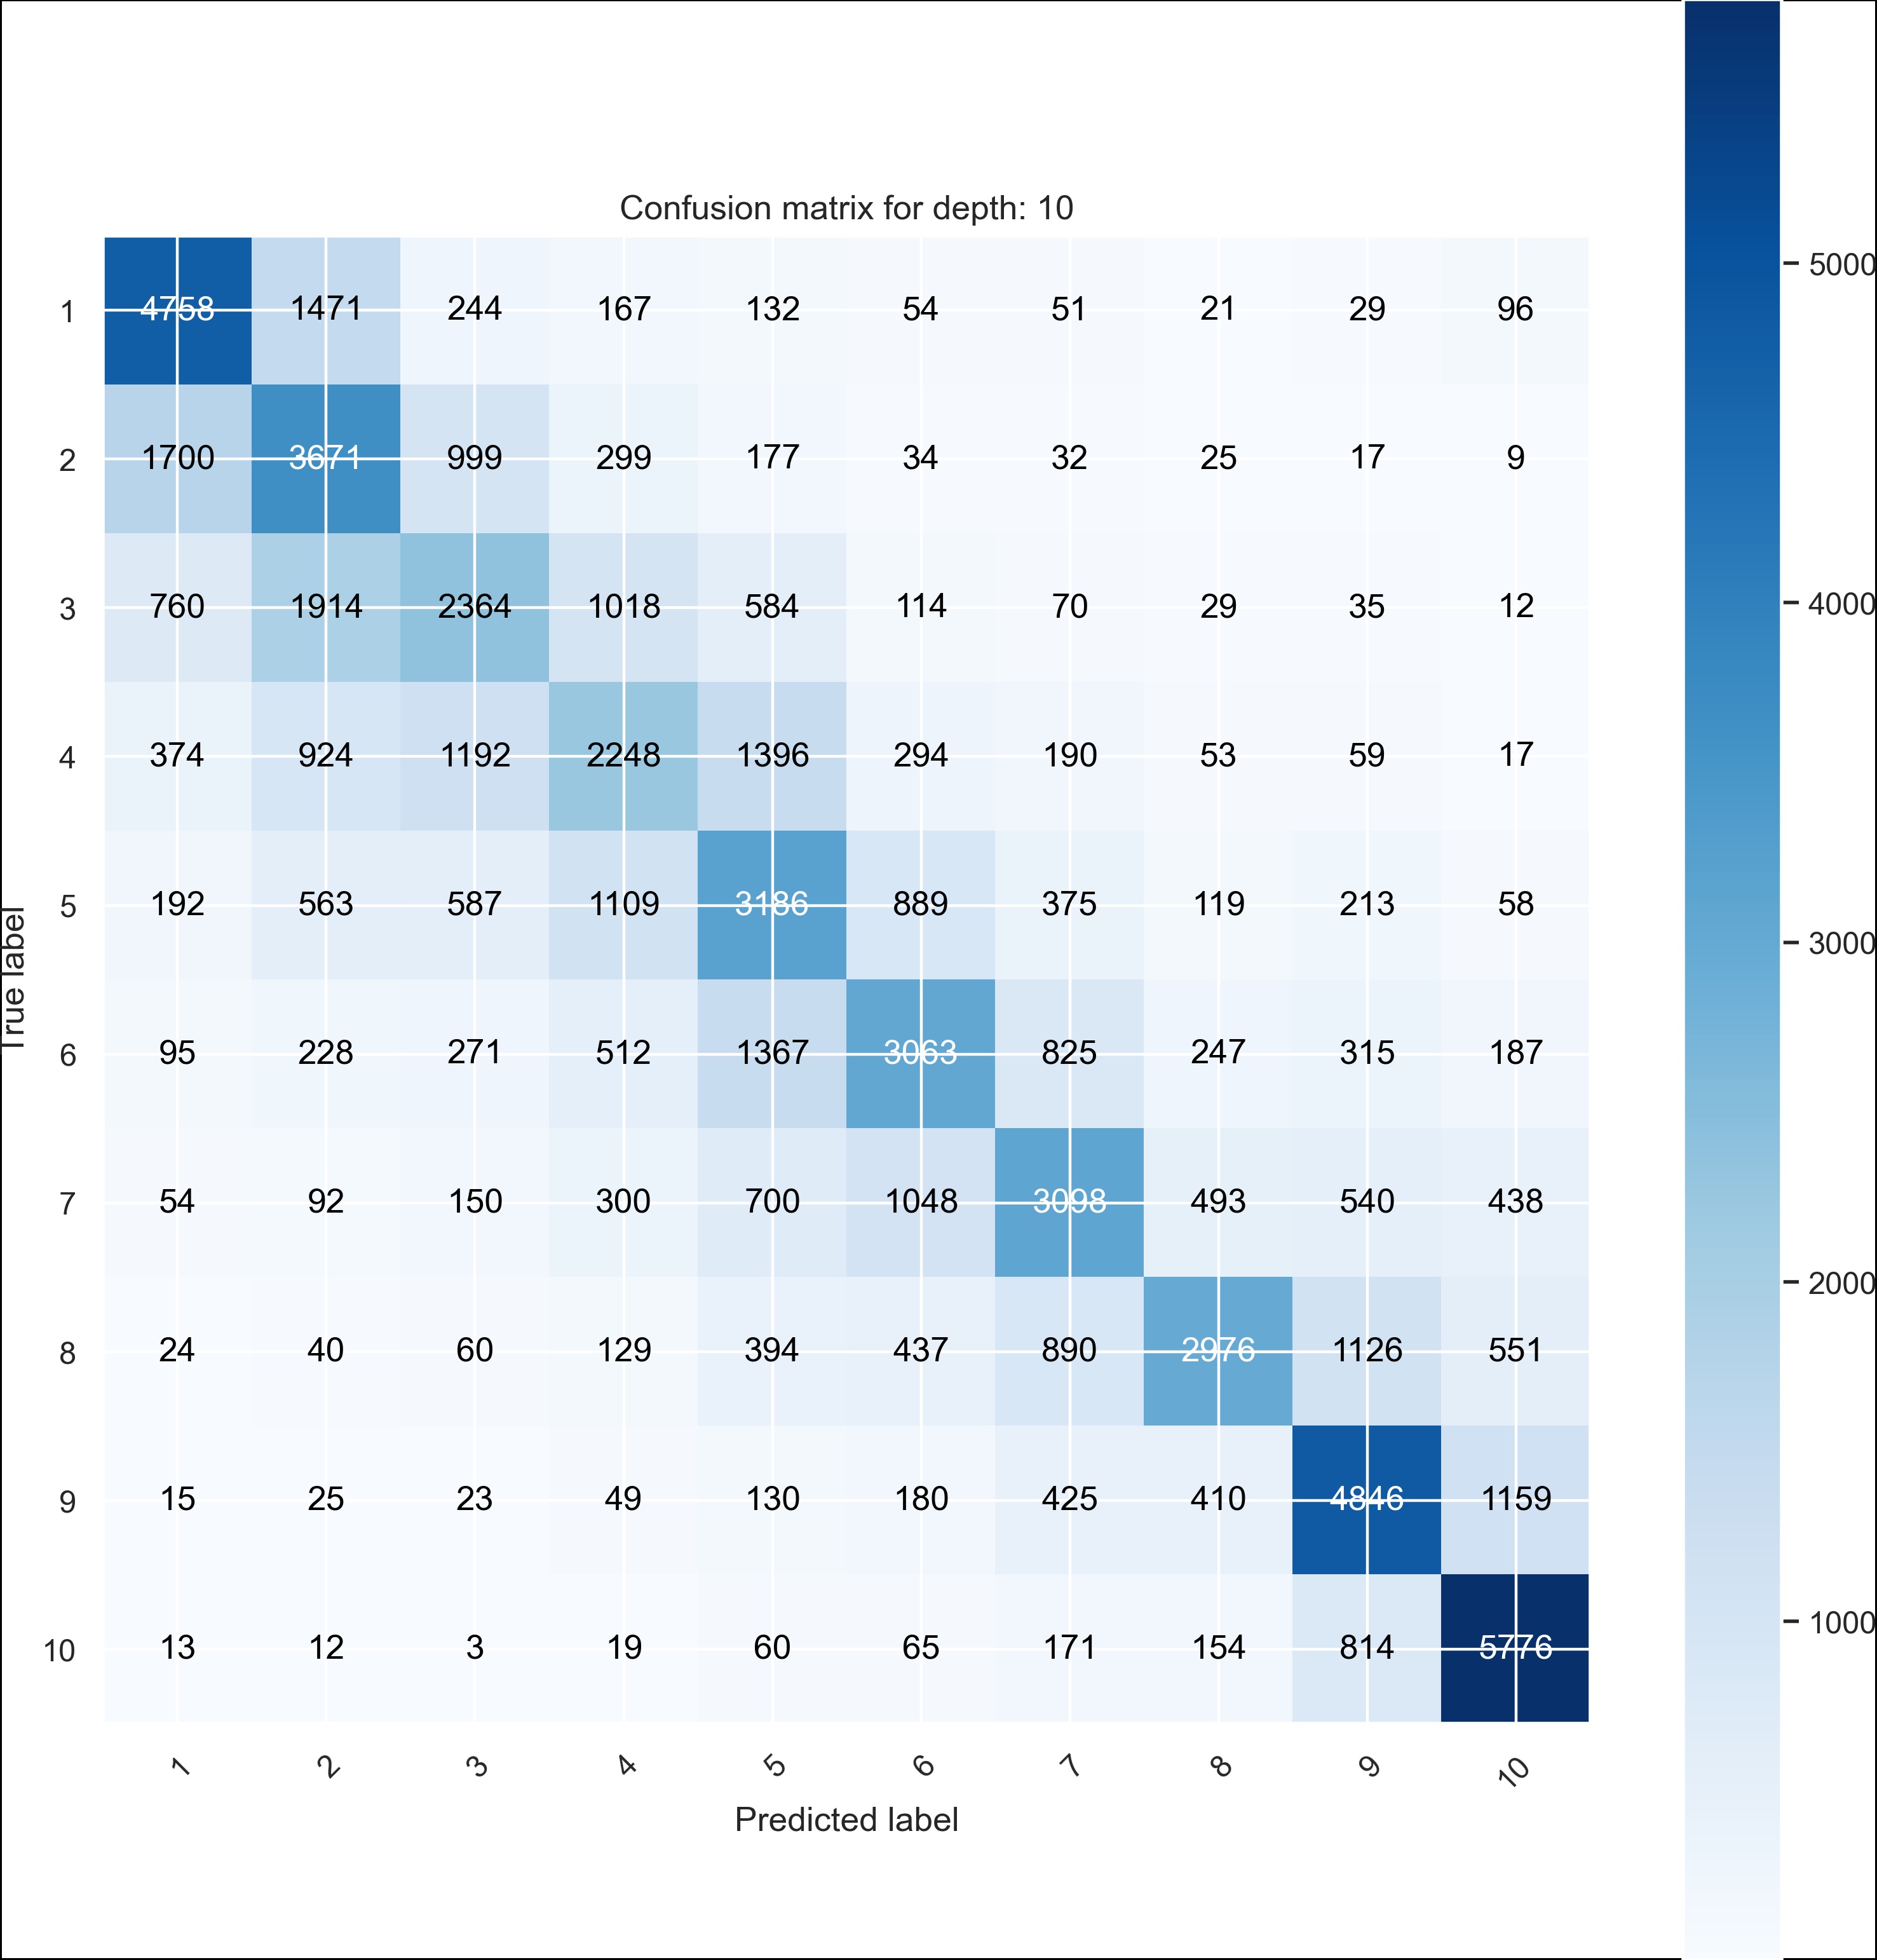 Confusion matrix for depth: 10
1 4758 1471 244 167 132 54 51 21 29 96
2 1700 3671 999 299 177 34 32 25 17 9
3 760 1914 2364 1018 584 114 70 29 35 12
4 374 924 1192 2248 1396 294 190 53 59 17
5 192 563 587 1109 3186 889 375 119 213 58
6 95 228 271 512 1367 3063 825 247 315 187
7 54 92 150 300 700 1048 3098 493 540 438
8 24 40 60 129 394 437 890 2976 1126 551
9 15 25 23 49 130 180 425 410 4846 1159
10 13 12 3 19 60 65 171 154 814 5776
1 2 3 4 5 6 7 8 9 10
Predicted label
True label
5000
4000
3000
2000
1000